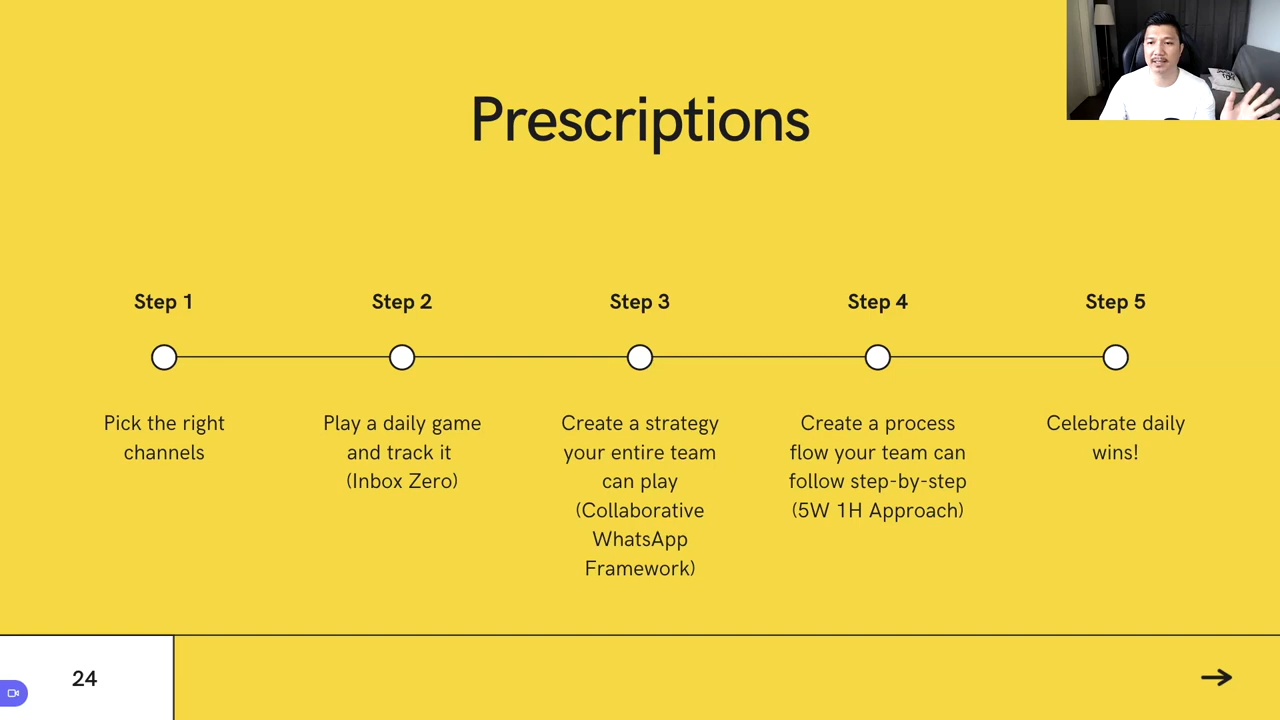 Prescriptions
Step 1
Step 2
Step 3
Step 4
Step 5
Pick the right
channels
Play a daily game
and track it
(Inbox Zero)
Create a strategy
your entire team
can play
(Collaborative
WhatsApp
Framework)
Create a process
flow your team can
follow step-by-step
(5W 1H Approach)
Celebrate daily
wins!
24